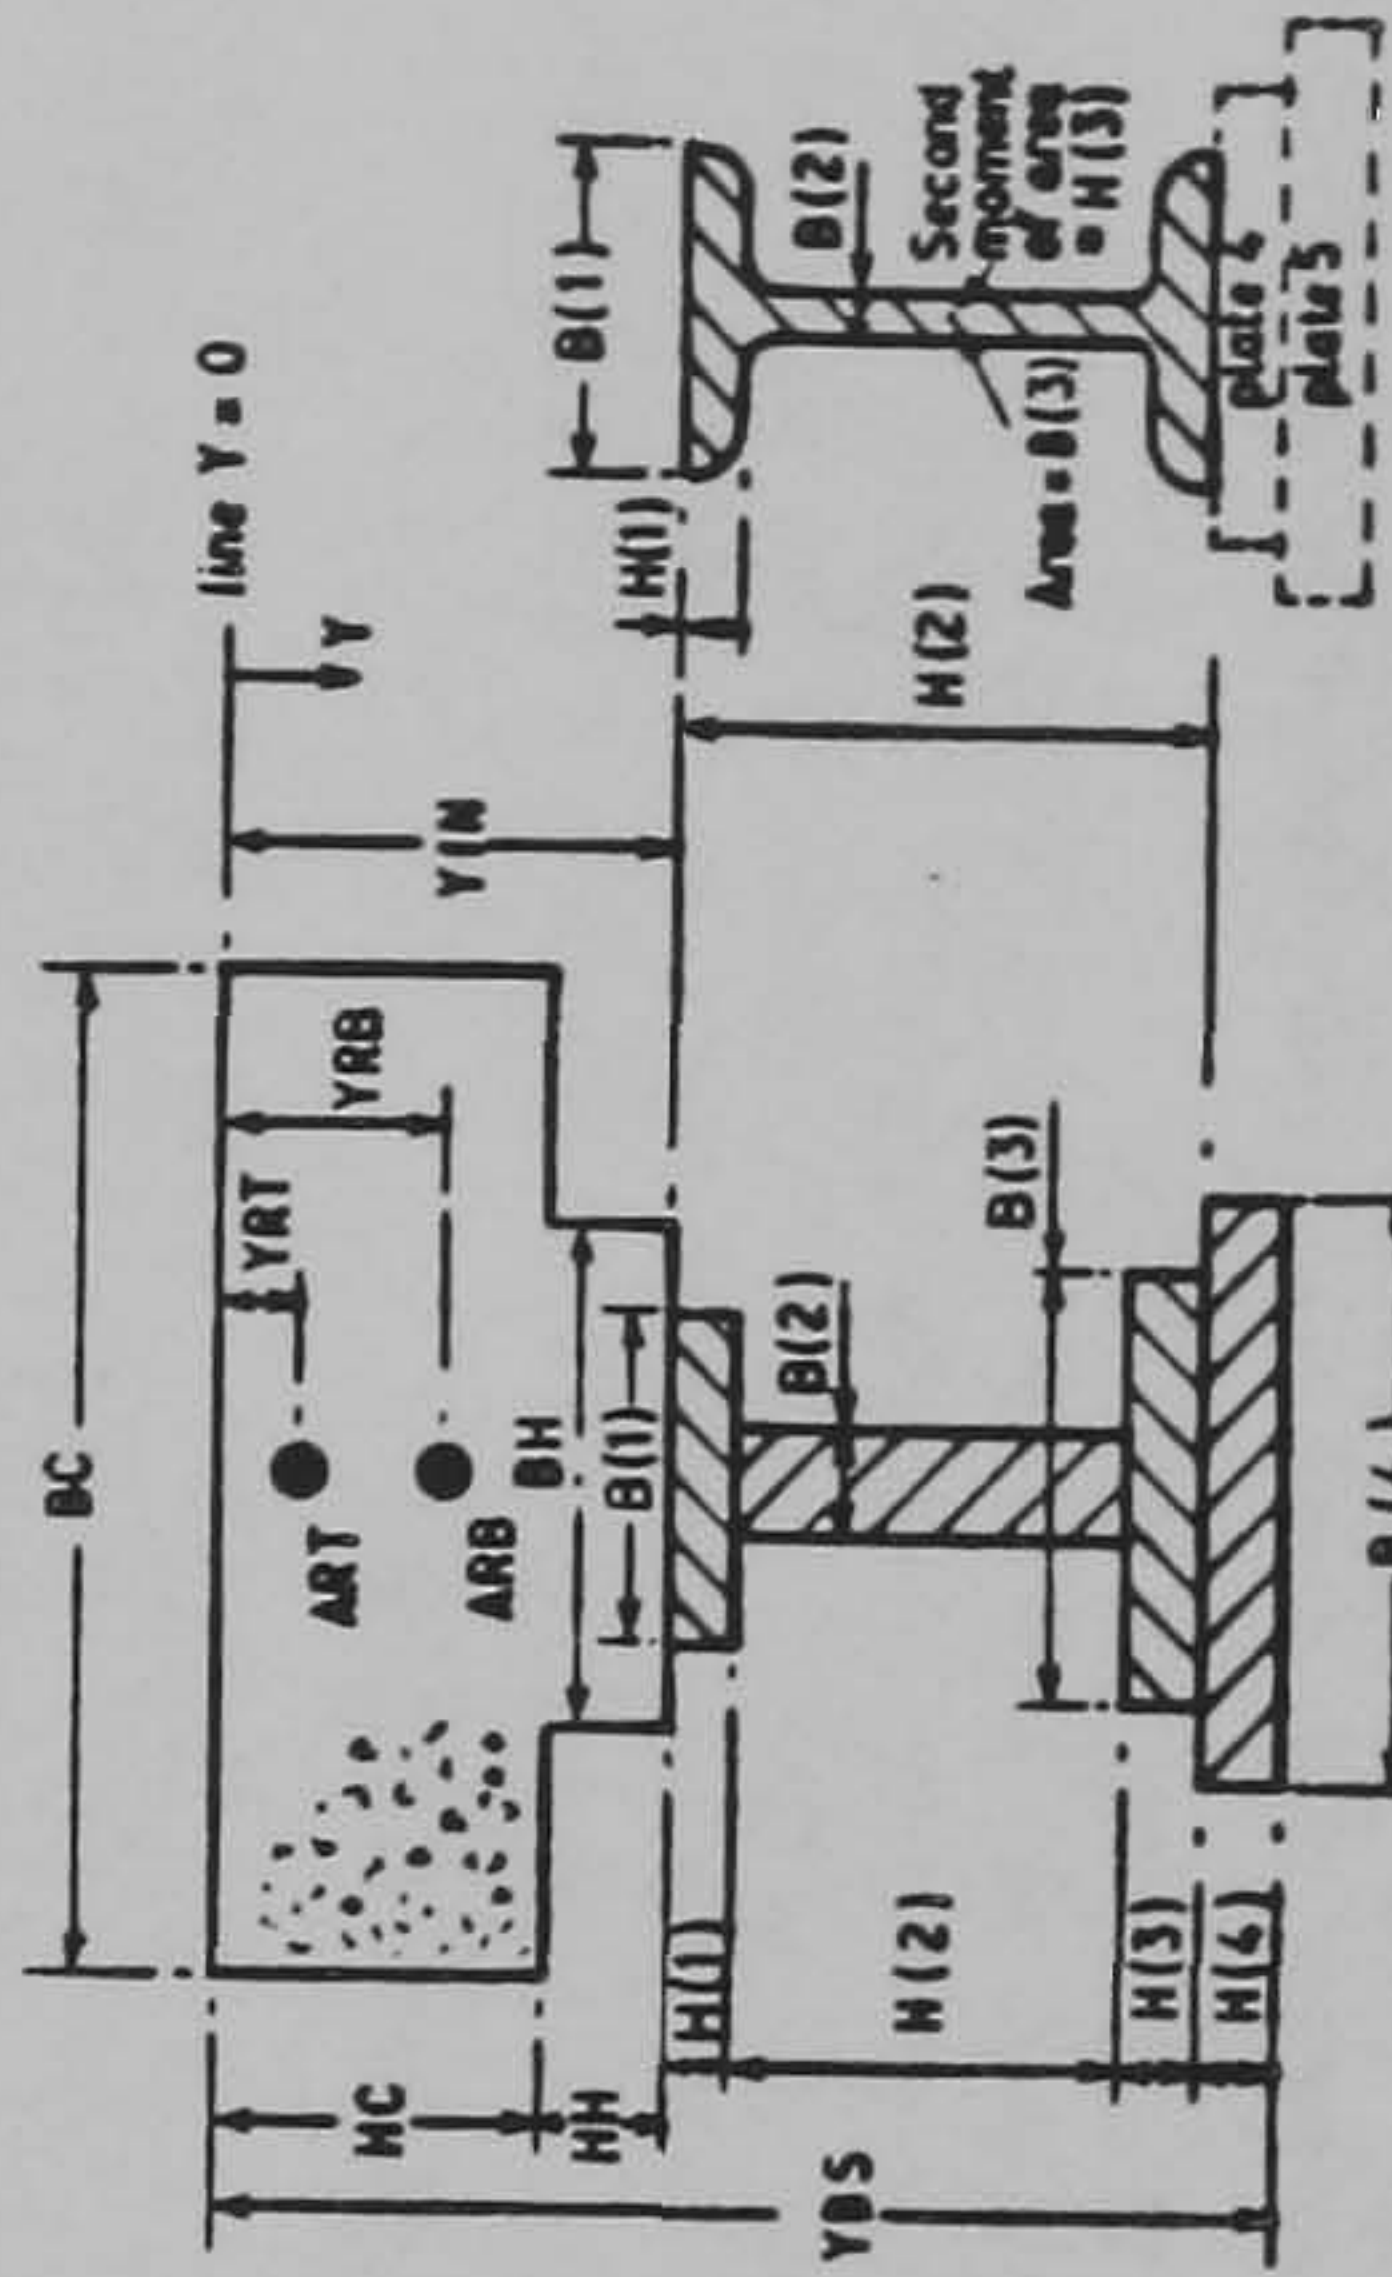 BC
line Y = 0
Y
YRT
YRB
YIN
ART
ARB
BH
B(1)
B(1)
H(1)
HC
HH
H(1)
B(2)
B(2)
Second
moment
of area
= H(3)
Area = B(3)
H(2)
H(2)
B(3)
H(3)
H(4)
YBS
plate 4
plate 5